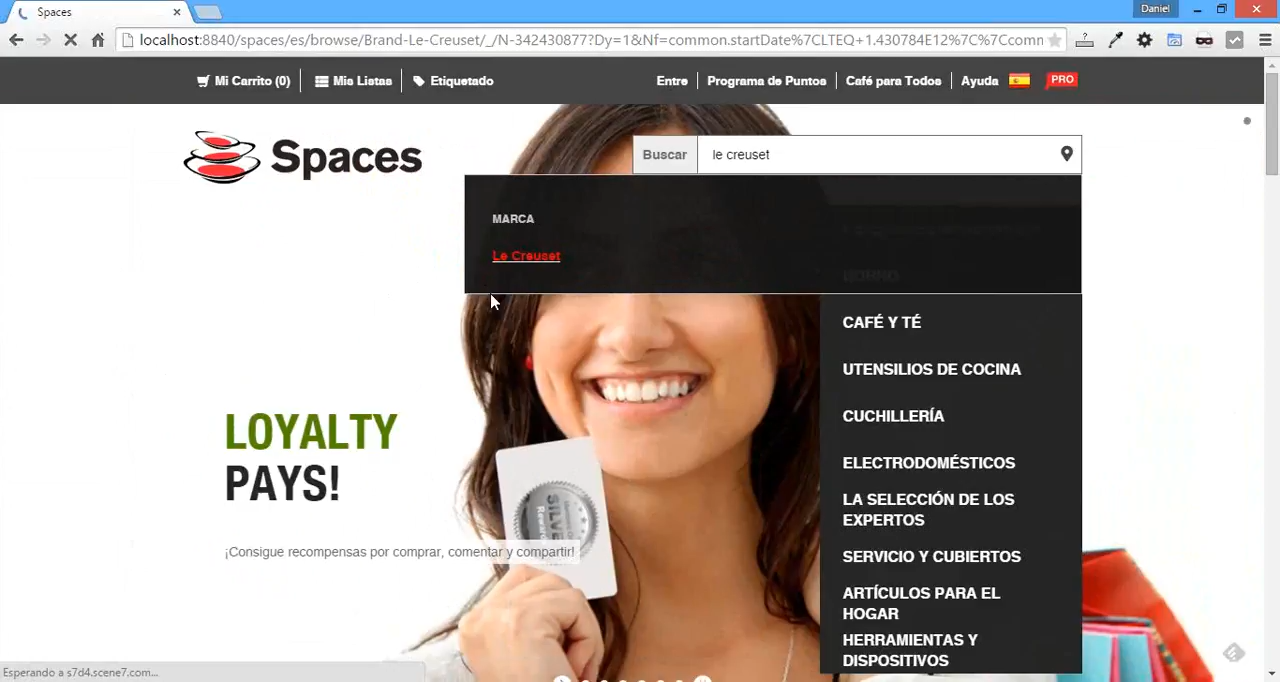 Spaces
Daniel
localhost:8840/spaces/es/browse/Brand-Le-Creuset/_/N-342430877?Dy=1&Nf=common.startDate%7CLTEQ+1.430784E12%7C%7Ccomn
Mi Carrito (0)
Mia Listas
Etiquetado
Entre
Programa de Puntos
Café para Todos
Ayuda
PRO
Spaces
Buscar
le creuset
MARCA
Le Creuset
CAFÉ Y TÉ
UTENSILIOS DE COCINA
CUCHILLERÍA
ELECTRODOMÉSTICOS
LA SELECCIÓN DE LOS
EXPERTOS
SERVICIO Y CUBIERTOS
ARTÍCULOS PARA EL
HOGAR
HERRAMIENTAS Y
DISPOSITIVOS
LOYALTY
PAYS!
¡Consigue recompensas por comprar, comentar y compartir!
SILVER
Esperando a s7d4.scene7.com...